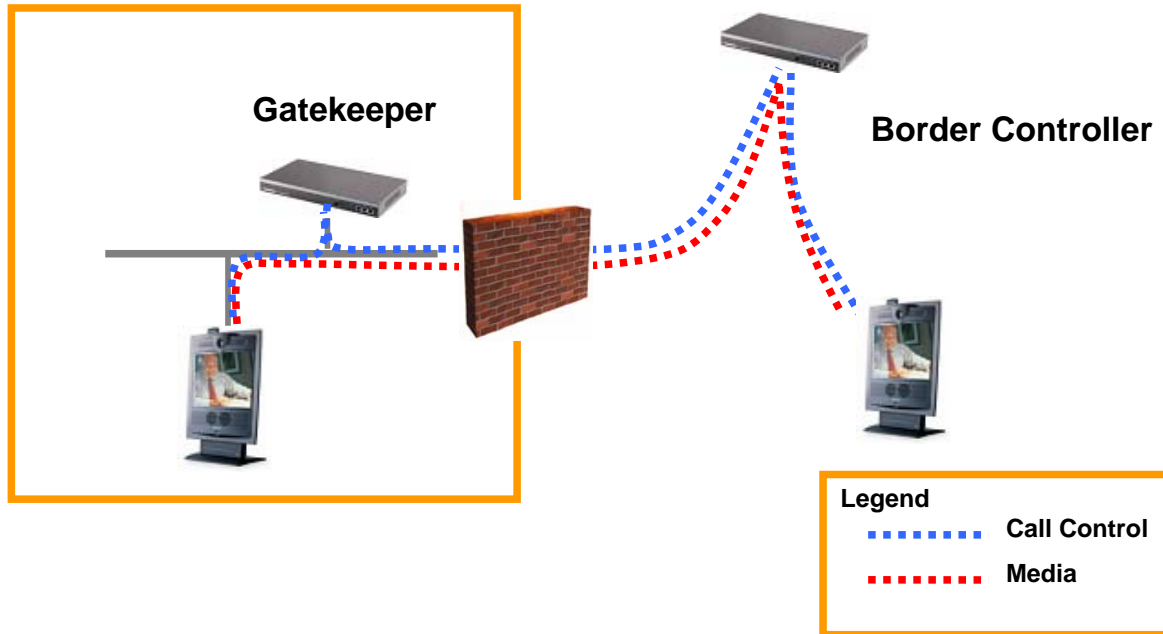 Gatekeeper
Border Controller
Legend
Call Control
Media